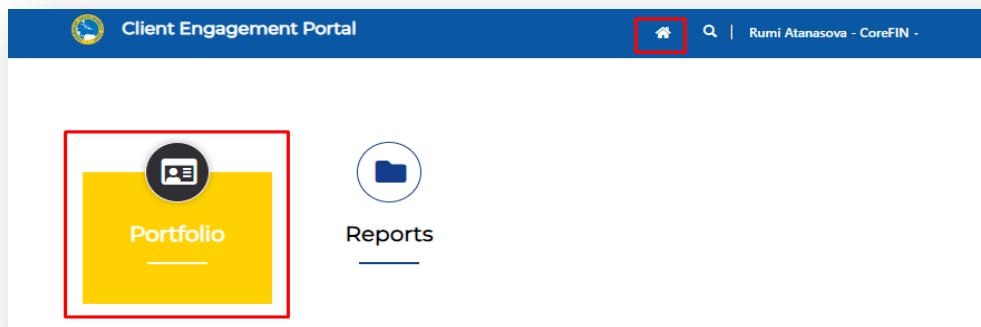 Client Engagement Portal
| Rumi Atanasova - CoreFIN -
Portfolio
Reports